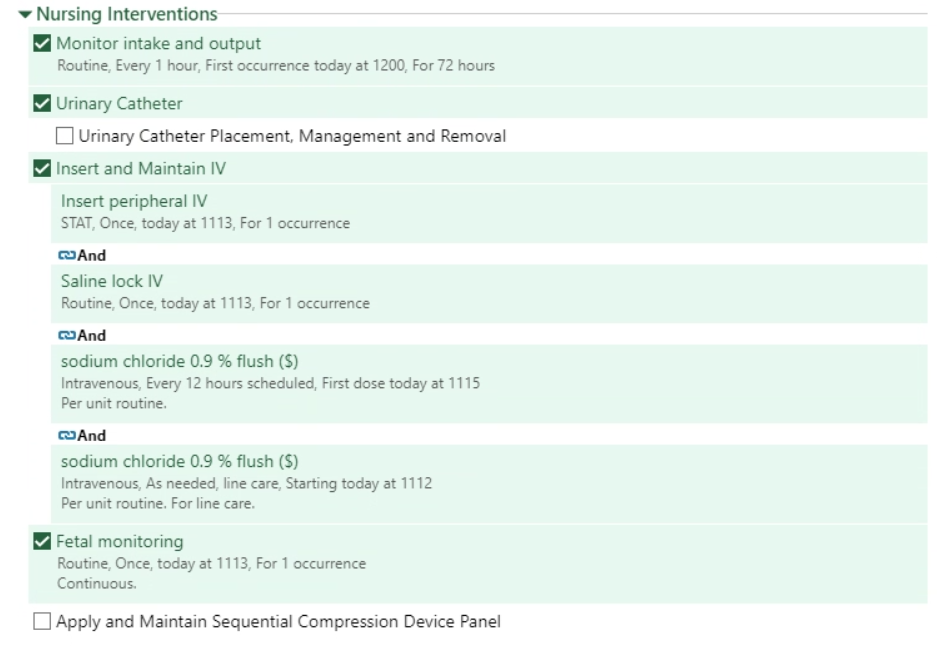 Nursing Interventions
Monitor intake and output
Routine, Every 1 hour, First occurrence today at 1200, For 72 hours
Urinary Catheter
Urinary Catheter Placement, Management and Removal
Insert and Maintain IV
Insert peripheral IV
STAT, Once, today at 1113, For 1 occurrence
And
Saline lock IV
Routine, Once, today at 1113, For 1 occurrence
And
sodium chloride 0.9 % flush ($)
Intravenous, Every 12 hours scheduled, First dose today at 1115
Per unit routine.
And
sodium chloride 0.9 % flush ($)
Intravenous, As needed, line care, Starting today at 1112
Per unit routine. For line care.
Fetal monitoring
Routine, Once, today at 1113, For 1 occurrence
Continuous.
Apply and Maintain Sequential Compression Device Panel